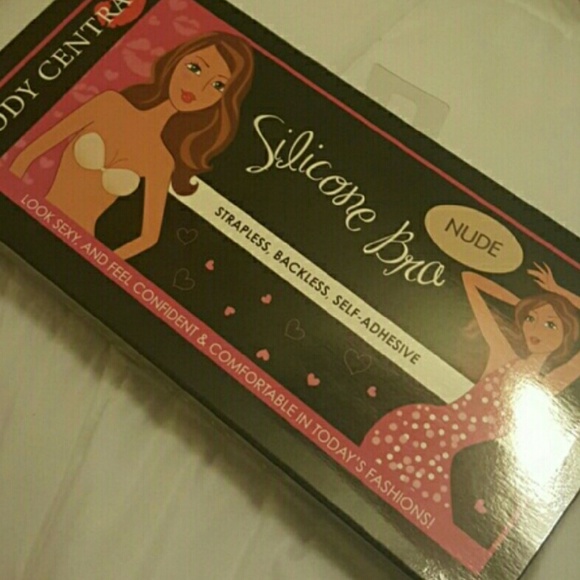 ODY CENTRA
Silicone Bra
NUDE
STRAPLESS, BACKLESS, SELF-ADHESIVE
LOOK SEXY, AND FEEL CONFIDENT & COMFORTABLE IN TODAY'S FASHIONS!